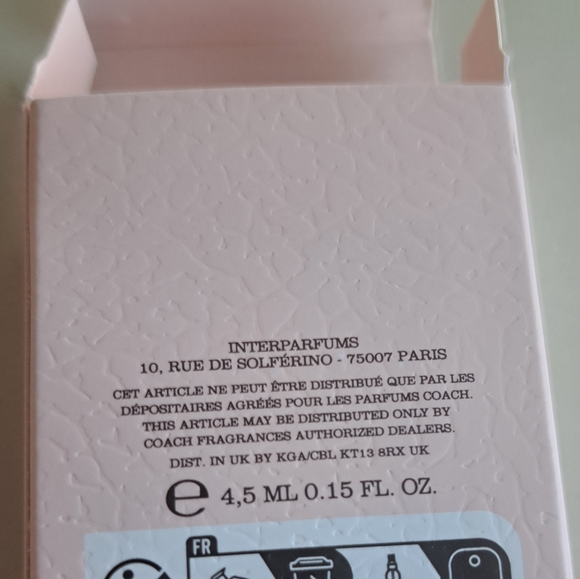 INTERPARFUMS
10, RUE DE SOLFÉRINO - 75007 PARIS
CET ARTICLE NE PEUT ÊTRE DISTRIBUÉ QUE PAR LES
DÉPOSITAIRES AGRÉÉS POUR LES PARFUMS COACH.
THIS ARTICLE MAY BE DISTRIBUTED ONLY BY
COACH FRAGRANCES AUTHORIZED DEALERS.
DIST. IN UK BY KGA/CBL KT13 8RX UK
℮ 4,5 ML 0.15 FL. OZ.
FR